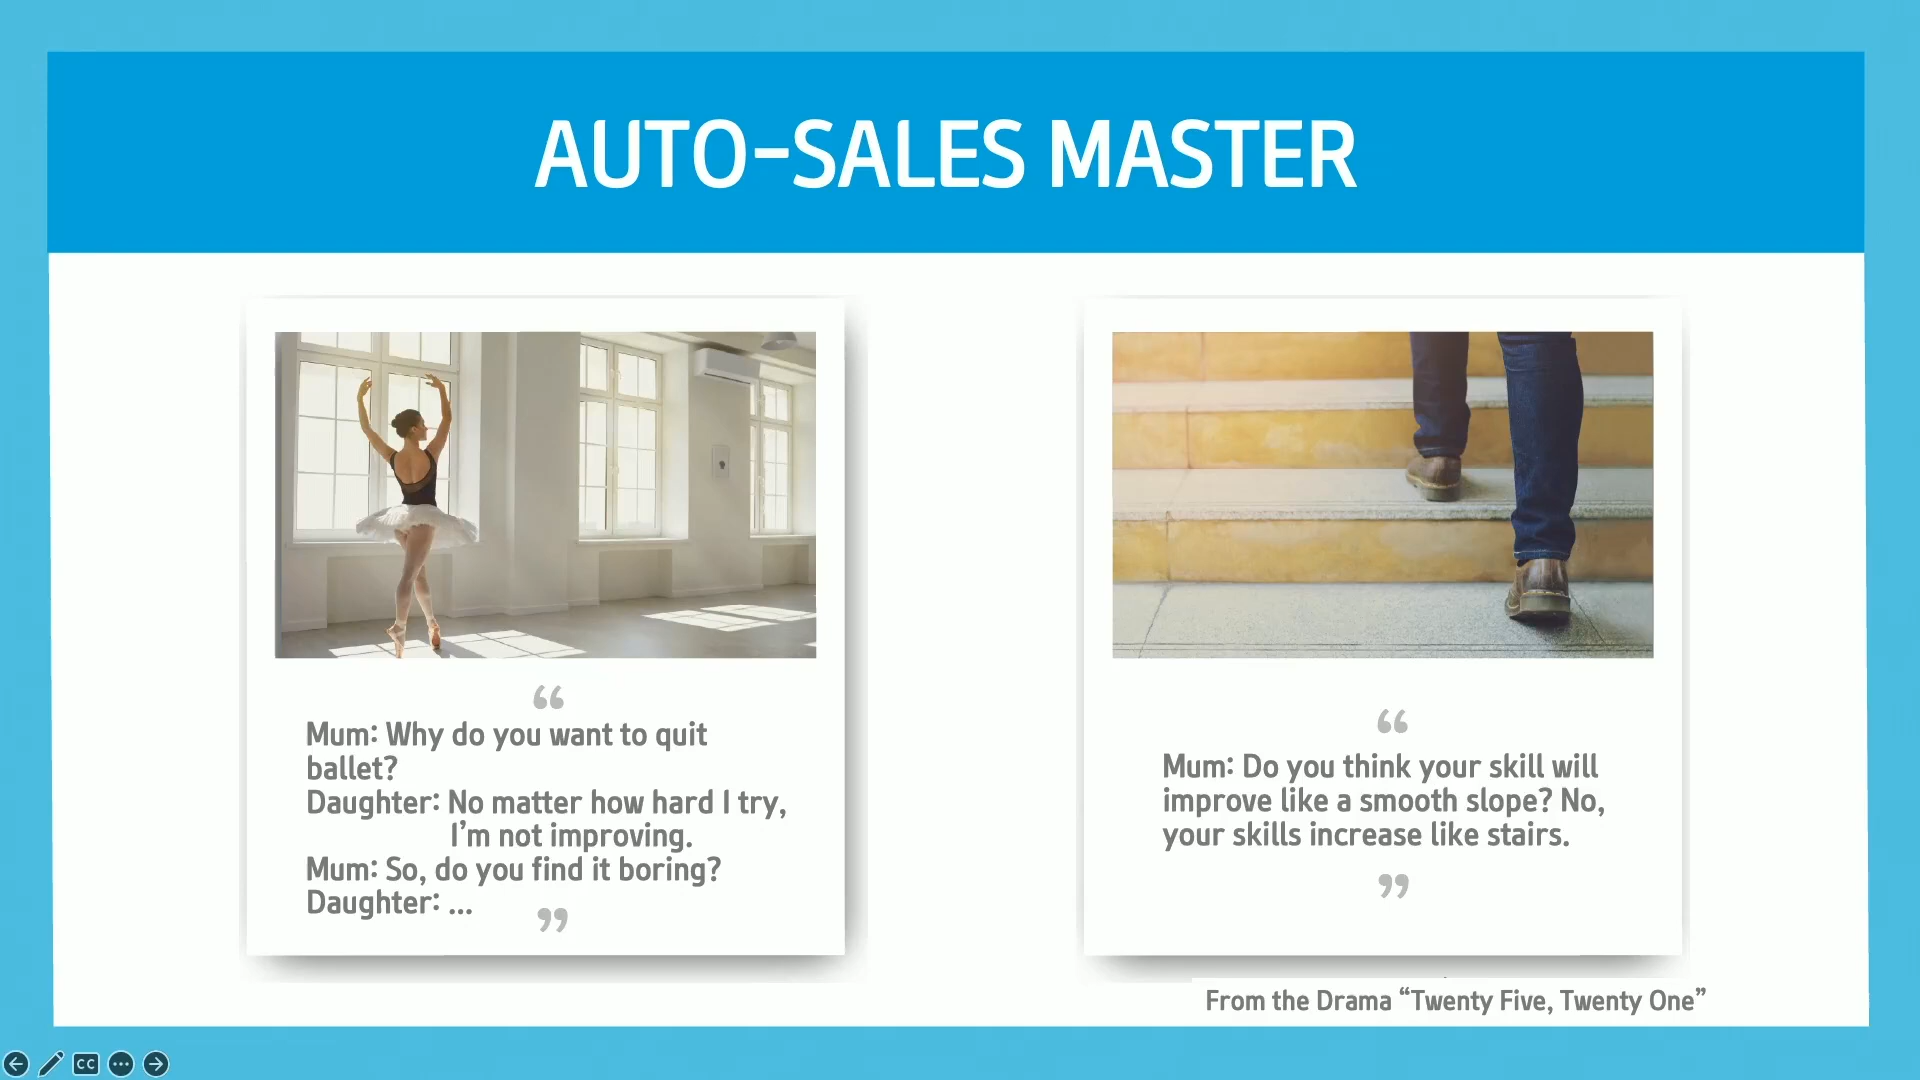 AUTO-SALES MASTER
“
Mum: Why do you want to quit
ballet?
Daughter: No matter how hard I try,
I’m not improving.
Mum: So, do you find it boring?
Daughter: ...
”
“
Mum: Do you think your skill will
improve like a smooth slope? No,
your skills increase like stairs.
”
From the Drama “Twenty Five, Twenty One”
CC